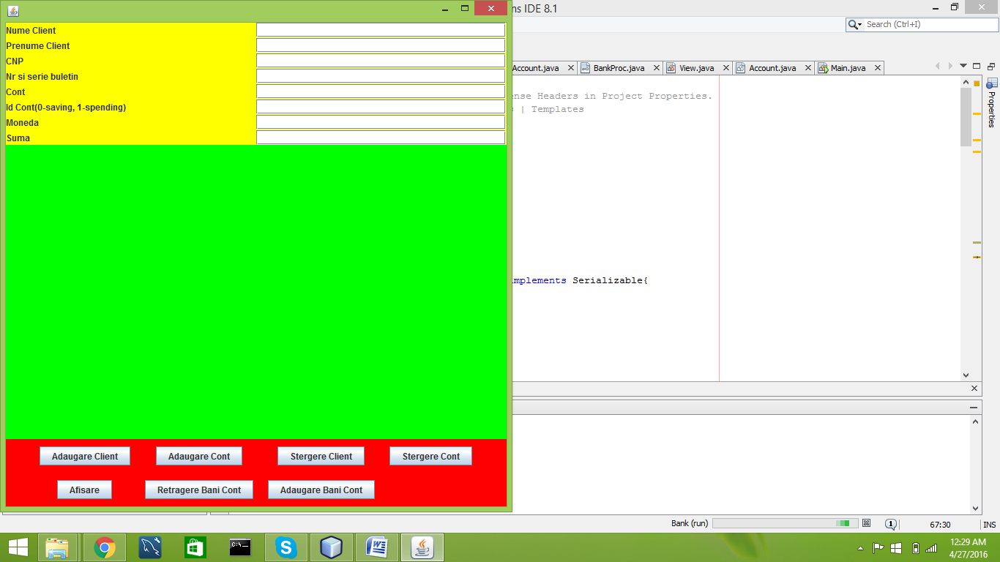 ns IDE 8.1
Search (Ctrl+I)
Nume Client
Prenume Client
CNP
Nr si serie buletin
Cont
Id Cont(0-saving, 1-spending)
Moneda
Suma
Account.java
BankProc.java
View.java
Account.java
Main.java
ense Headers in Project Properties.
| Templates
implements Serializable{
Properties
Adaugare Client
Adaugare Cont
Stergere Client
Stergere Cont
Afisare
Retragere Bani Cont
Adaugare Bani Cont
Bank (run)
1
67:30
INS
C:\
12:29 AM
4/27/2016